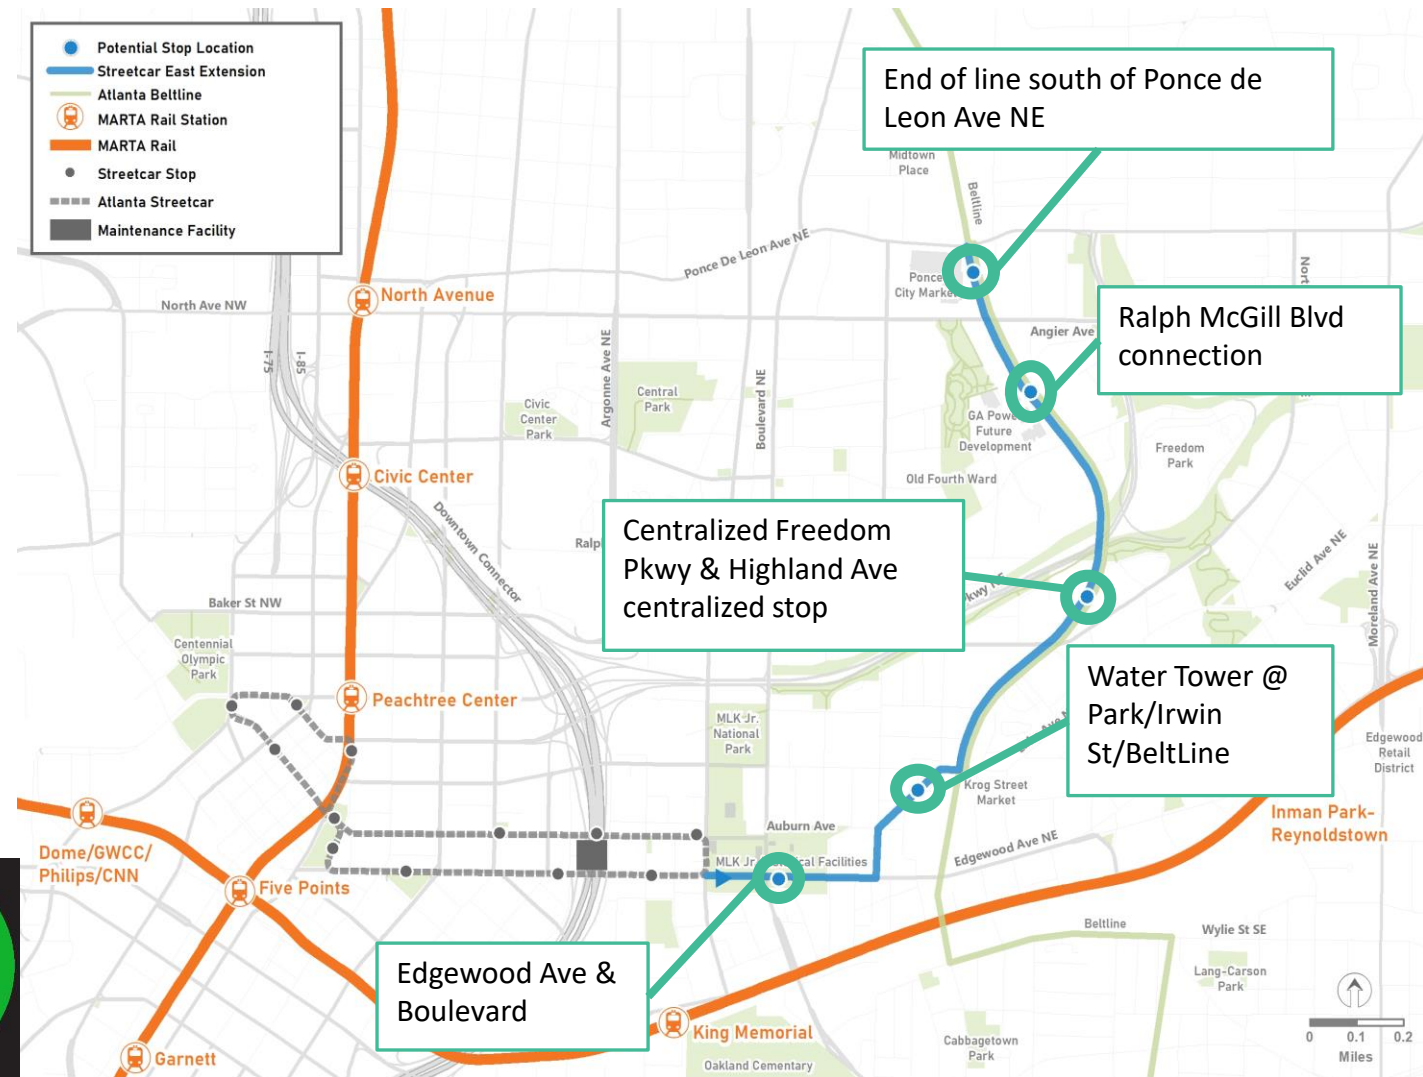 Potential Stop Location
Streetcar East Extension
Atlanta Beltline
MARTA Rail Station
MARTA Rail
Streetcar Stop
Atlanta Streetcar
Maintenance Facility
End of line south of Ponce de
Leon Ave NE
Midtown
Place
Beltline
Ponce De Leon Ave NE
Ponce
City Market
North Avenue
North Ave NW
I-75
I-85
Ralph McGill Blvd
connection
Angier Ave
Argonne Ave NE
Boulevard NE
Central
Park
Civic
Center
Park
GA Power
Future
Development
Freedom
Park
Old Fourth Ward
Civic Center
Downtown Connector
Centralized Freedom
Pkwy & Highland Ave
centralized stop
Pkwy NE
Euclid Ave NE
Moreland Ave NE
Baker St NW
Centennial
Olympic
Park
Peachtree Center
MLK Jr.
National
Park
Water Tower @
Park/Irwin
St/BeltLine
Edgewood
Retail
District
Krog Street
Market
Inman Park-
Reynoldstown
Auburn Ave
Edgewood Ave NE
MLK Jr
Facilities
Dome/GWCC/
Philips/CNN
Five Points
Beltline
Wylie St SE
Lang-Carson
Park
Edgewood Ave &
Boulevard
King Memorial
Cabbagetown
Park
Oakland Cementary
Garnett
0 0.1 0.2
Miles